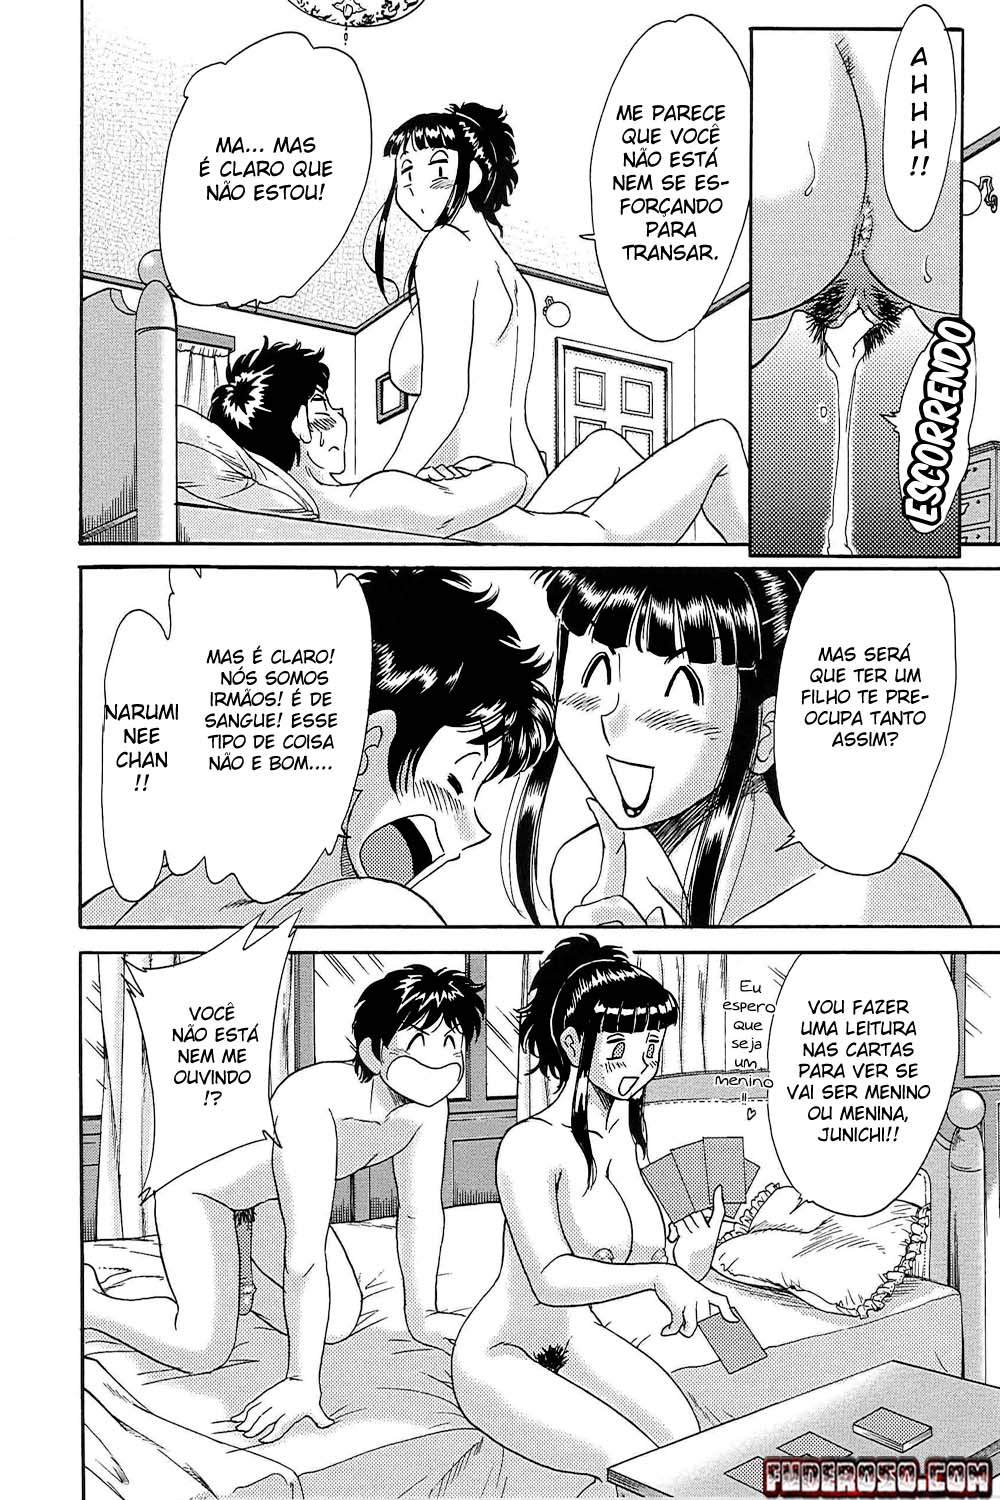 AHHH!!
ESCORRENDO
ME PARECE
QUE VOCÊ
NÃO ESTÁ
NEM SE ES-
FORÇANDO
PARA
TRANSAR.
MA... MAS
É CLARO QUE
NÃO ESTOU!
MAS SERÁ
QUE TER UM
FILHO TE PRE-
OCUPA TANTO
ASSIM?
MAS É CLARO!
NÓS SOMOS
IRMÃOS! É DE
SANGUE! ESSE
TIPO DE COISA
NÃO E BOM....
NARUMI
NEE
CHAN
!!
VOU FAZER
UMA LEITURA
NAS CARTAS
PARA VER SE
VAI SER MENINO
OU MENINA,
JUNICHI!!
Eu
espero
que
seja
um
menino
!!
VOCÊ
NÃO ESTÁ
NEM ME
OUVINDO
!?
FUDEROSO.COM